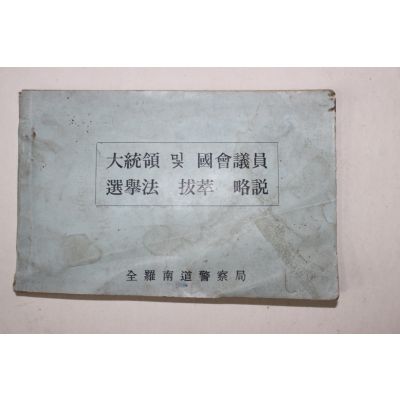 大統領 및 國會議員
選擧法 拔萃 略説
全羅南道警察局